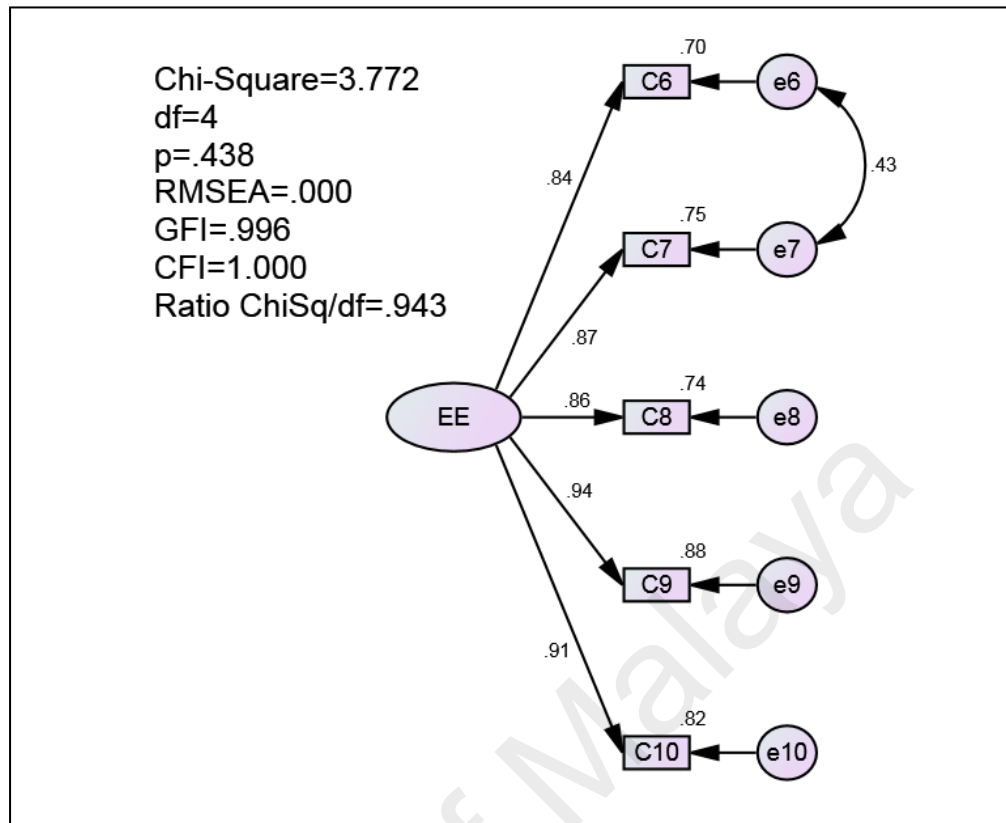 Chi-Square=3.772
df=4
p=.438
RMSEA=.000
GFI=.996
CFI=1.000
Ratio ChiSq/df=.943
.70
C6
e6
.84
.43
.75
C7
e7
.87
EE
.86
.74
C8
e8
.94
.88
C9
e9
.91
.82
C10
e10
of Malaya